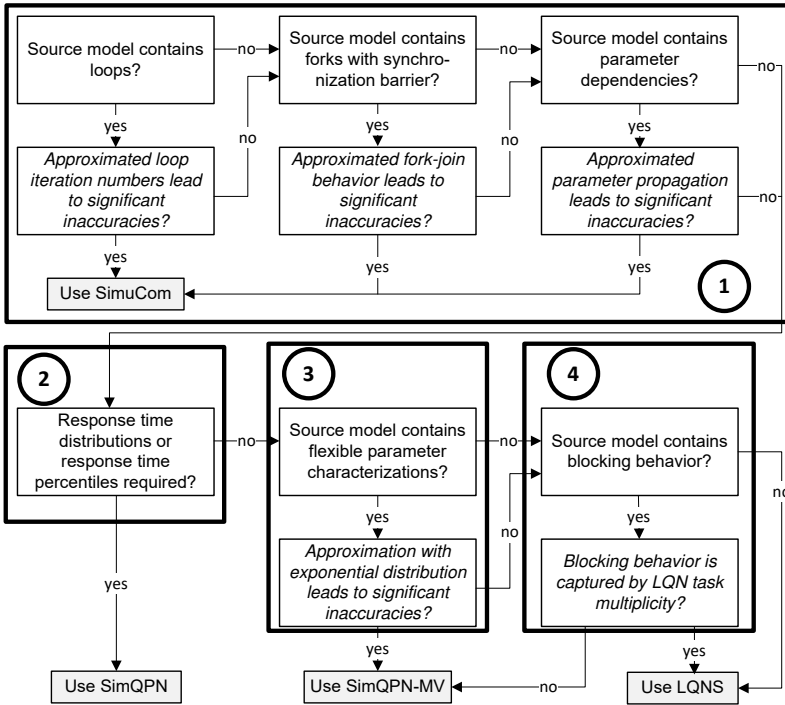 Source model contains
loops?
no
Source model contains
forks with synchro-
nization barrier?
no
Source model contains
parameter
dependencies?
no
yes
no
yes
no
yes
Approximated loop
iteration numbers lead
to significant
inaccuracies?
Approximated fork-join
behavior leads to
significant
inaccuracies?
Approximated
parameter propagation
leads to significant
inaccuracies?
no
yes
yes
yes
Use SimuCom
1
2
Response time
distributions or
response time
percentiles required?
no
yes
Use SimQPN
3
Source model contains
flexible parameter
characterizations?
no
yes
no
Approximation with
exponential distribution
leads to significant
inaccuracies?
yes
Use SimQPN-MV
4
Source model contains
blocking behavior?
no
yes
Blocking behavior is
captured by LQN task
multiplicity?
no
yes
Use LQNS